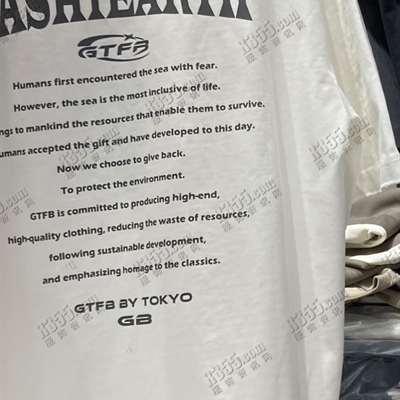 GTFB
Humans first encountered the sea with fear.
However, the sea is the most inclusive of life.
to mankind the resources that enable them to survive.
accepted the gift and have developed to this day.
Now we choose to give back.
To protect the environment.
GTFB is committed to producing high-end,
high-quality clothing, reducing the waste of resources,
following sustainable development,
and emphasizing homage to the classics.
GTFB BY TOKYO
GB